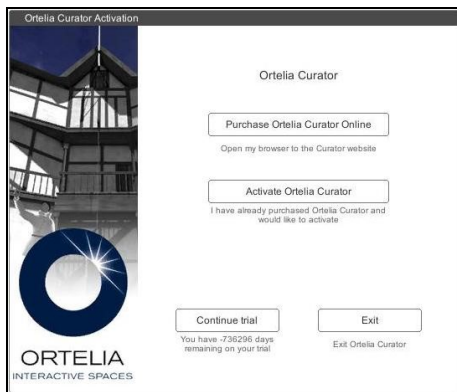 Ortelia Curator Activation
Ortelia Curator
Purchase Ortelia Curator Online
Open my browser to the Curator website
Activate Ortelia Curator
I have already purchased Ortelia Curator and
would like to activate
Continue trial
You have -736296 days
remaining on your trial
Exit
Exit Ortelia Curator
ORTELIA
INTERACTIVE SPACES